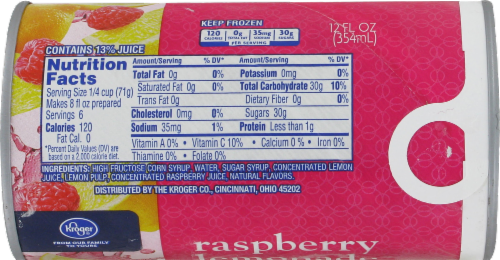 KEEP FROZEN
120 CALORIES 0g TOTAL FAT 35mg SODIUM 30g SUGARS
PER SERVING
12 FL OZ
(354mL)
CONTAINS 13% JUICE
Nutrition
Facts
Serving Size 1/4 cup (71g)
Makes 8 fl oz prepared
Servings 6
Calories 120
Fat Cal. 0
*Percent Daily Values (DV) are
based on a 2,000 calorie diet.
Amount/Serving % DV*
Total Fat 0g 0%
Saturated Fat 0g 0%
Trans Fat 0g
Cholesterol 0mg 0%
Sodium 35mg 1%
Amount/Serving % DV*
Potassium 0mg 0%
Total Carbohydrate 30g 10%
Dietary Fiber 0g 0%
Sugars 30g
Protein Less than 1g
Vitamin A 0% • Vitamin C 10% • Calcium 0% • Iron 0%
Thiamine 0% • Folate 0%
INGREDIENTS: HIGH FRUCTOSE CORN SYRUP, WATER, SUGAR SYRUP, CONCENTRATED LEMON
JUICE, LEMON PULP, CONCENTRATED RASPBERRY JUICE, NATURAL FLAVORS.
DISTRIBUTED BY THE KROGER CO., CINCINNATI, OHIO 45202
Kroger
FROM OUR FAMILY
TO YOURS
raspberry
lemonade